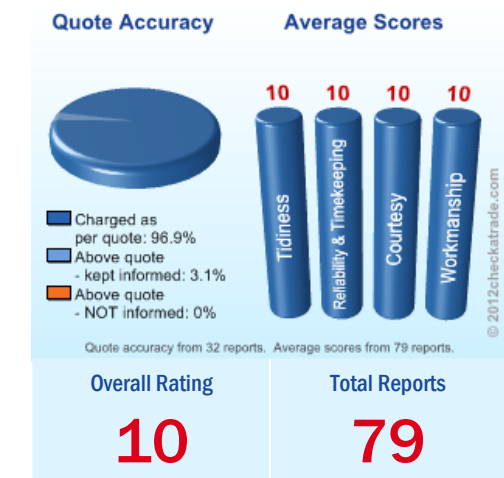 Quote Accuracy
Average Scores
10 10 10 10
Tidiness
Reliability & Timekeeping
Courtesy
Workmanship
Charged as
per quote: 96.9%
Above quote
- kept informed: 3.1%
Above quote
- NOT informed: 0%
© 2012checkatrade.com
Quote accuracy from 32 reports. Average scores from 79 reports.
Overall Rating
10
Total Reports
79